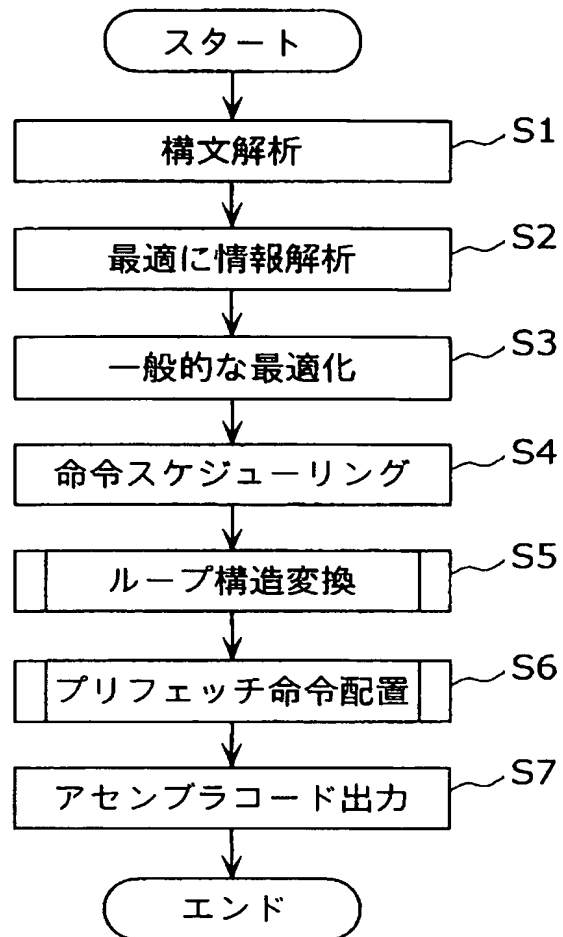 スタート
構文解析
S1
最適に情報解析
S2
一般的な最適化
S3
命令スケジューリング
S4
ループ構造変換
S5
プリフェッチ命令配置
S6
アセンブラコード出力
S7
エンド